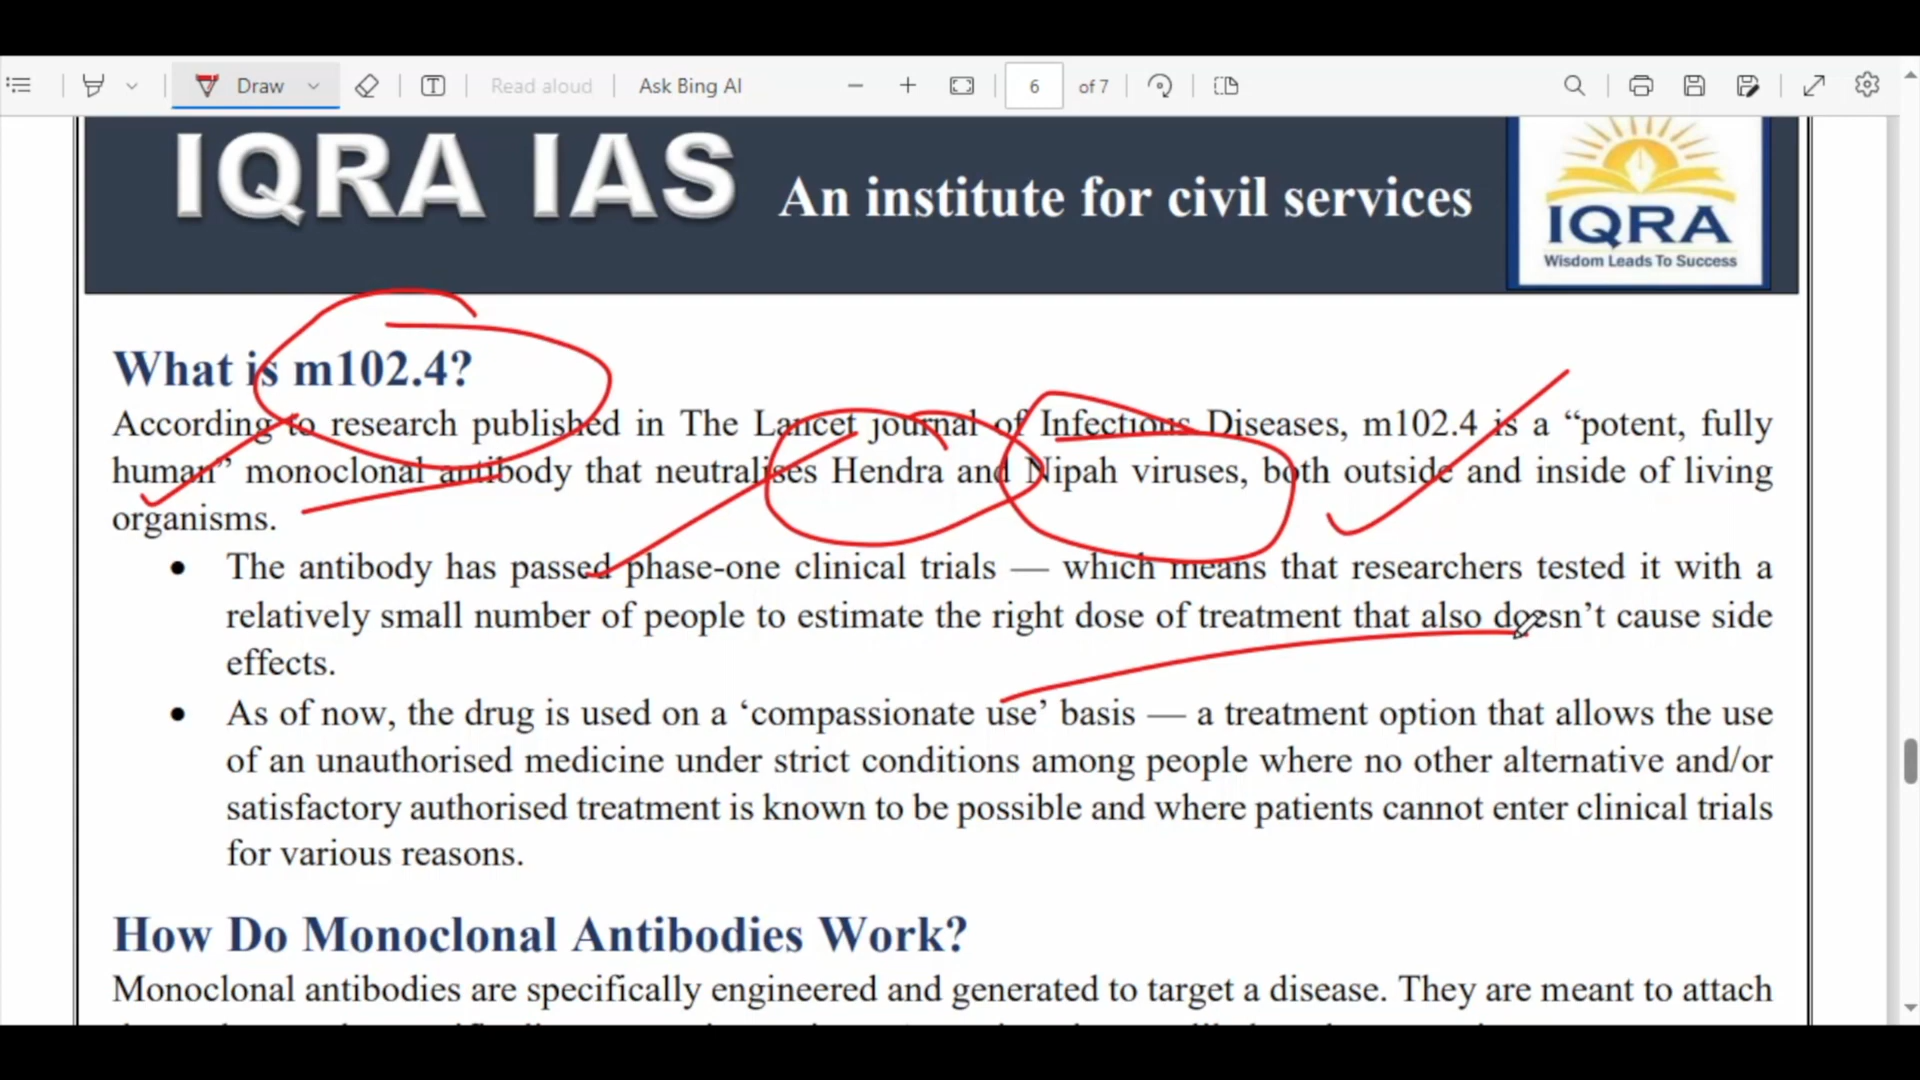 Draw
Read aloud
Ask Bing AI
6
of 7
IQRA IAS
An institute for civil services
IQRA
Wisdom Leads To Success
What is m102.4?
According to research published in The Lancet journal of Infectious Diseases, m102.4 is a “potent, fully
human” monoclonal antibody that neutralises Hendra and Nipah viruses, both outside and inside of living
organisms.
• The antibody has passed phase-one clinical trials — which means that researchers tested it with a
relatively small number of people to estimate the right dose of treatment that also doesn’t cause side
effects.
• As of now, the drug is used on a ‘compassionate use’ basis — a treatment option that allows the use
of an unauthorised medicine under strict conditions among people where no other alternative and/or
satisfactory authorised treatment is known to be possible and where patients cannot enter clinical trials
for various reasons.
How Do Monoclonal Antibodies Work?
Monoclonal antibodies are specifically engineered and generated to target a disease. They are meant to attach